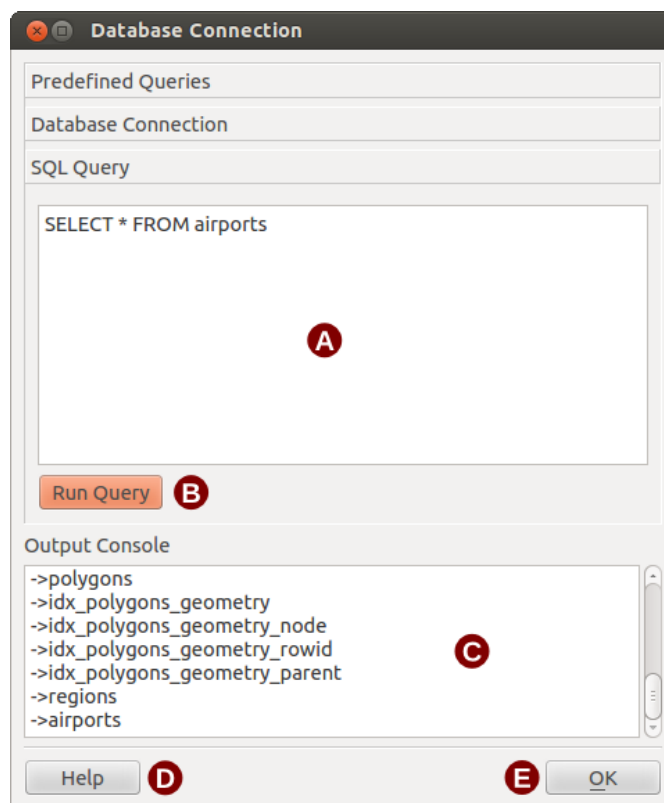 Database Connection
Predefined Queries
Database Connection
SQL Query
SELECT * FROM airports
A
Run Query B
Output Console
->polygons
->idx_polygons_geometry
->idx_polygons_geometry_node
->idx_polygons_geometry_rowid
->idx_polygons_geometry_parent
->regions
->airports
C
Help D E OK